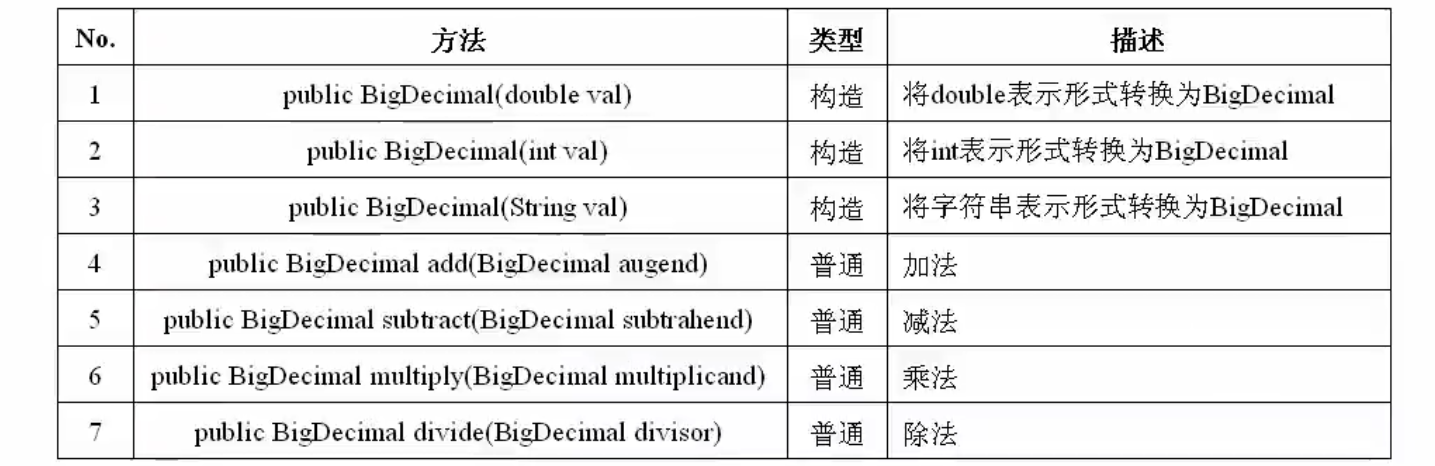 No. 方法 类型 描述
1 public BigDecimal(double val) 构造 将double表示形式转换为BigDecimal
2 public BigDecimal(int val) 构造 将int表示形式转换为BigDecimal
3 public BigDecimal(String val) 构造 将字符串表示形式转换为BigDecimal
4 public BigDecimal add(BigDecimal augend) 普通 加法
5 public BigDecimal subtract(BigDecimal subtrahend) 普通 减法
6 public BigDecimal multiply(BigDecimal multiplicand) 普通 乘法
7 public BigDecimal divide(BigDecimal divisor) 普通 除法